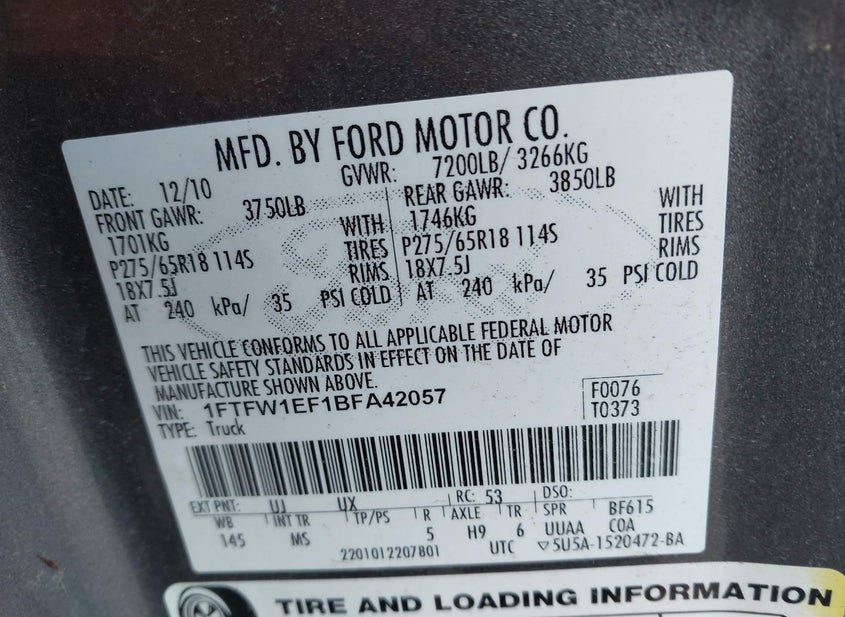 MFD. BY FORD MOTOR CO.
DATE: 12/10 GVWR: 7200LB/ 3266KG
FRONT GAWR: 3750LB REAR GAWR: 3850LB
1701KG WITH 1746KG WITH
P275/65R18 114S TIRES P275/65R18 114S TIRES
18X7.5J RIMS 18X7.5J RIMS
AT 240 kPa/ 35 PSI COLD AT 240 kPa/ 35 PSI COLD
THIS VEHICLE CONFORMS TO ALL APPLICABLE FEDERAL MOTOR
VEHICLE SAFETY STANDARDS IN EFFECT ON THE DATE OF
MANUFACTURE SHOWN ABOVE.
VIN: 1FTFW1EF1BFA42057 F0076
TYPE: Truck T0373
EXT PNT: UJ UX RC: 53 DSO:
WB INT TR TP/PS R AXLE TR SPR BF615
145 MS 5 H9 6 UUAA COA
2201012207801 UTC ▽5U5A-1520472-BA
TIRE AND LOADING INFORMATION